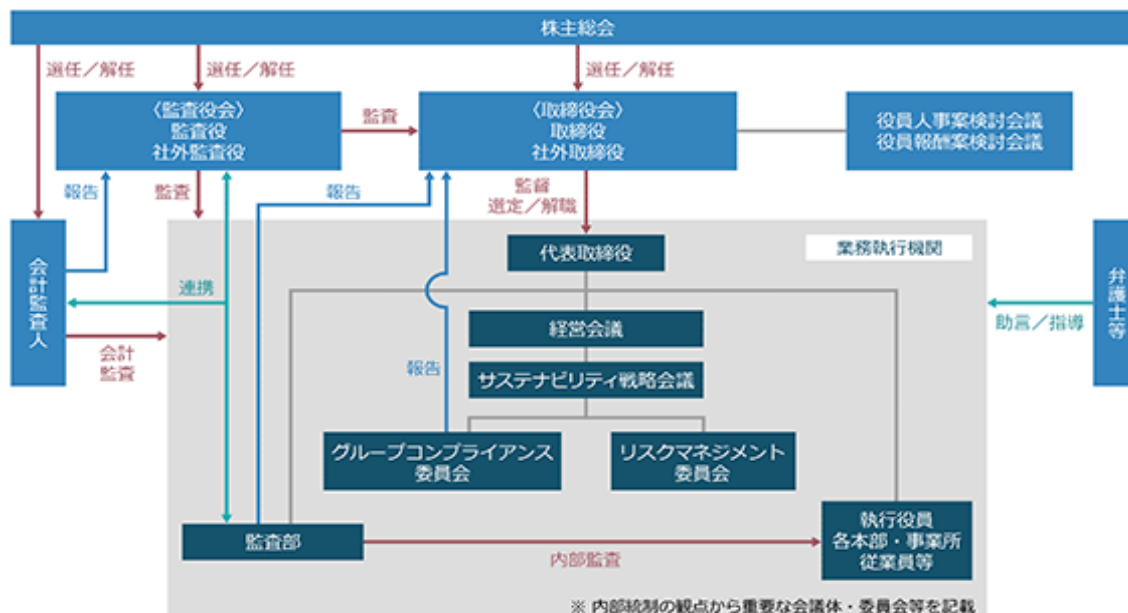 株主総会
選任／解任
選任／解任
選任／解任
〈監査役会〉
監査役
社外監査役
監査
〈取締役会〉
取締役
社外取締役
役員人事案検討会議
役員報酬案検討会議
報告
監査
報告
監督
選定／解職
会計監査人
代表取締役
業務執行機関
弁護士等
連携
助言／指導
経営会議
会計
監査
報告
サステナビリティ戦略会議
グループコンプライアンス
委員会
リスクマネジメント
委員会
監査部
内部監査
執行役員
各本部・事業所
従業員等
※ 内部統制の観点から重要な会議体・委員会等を記載